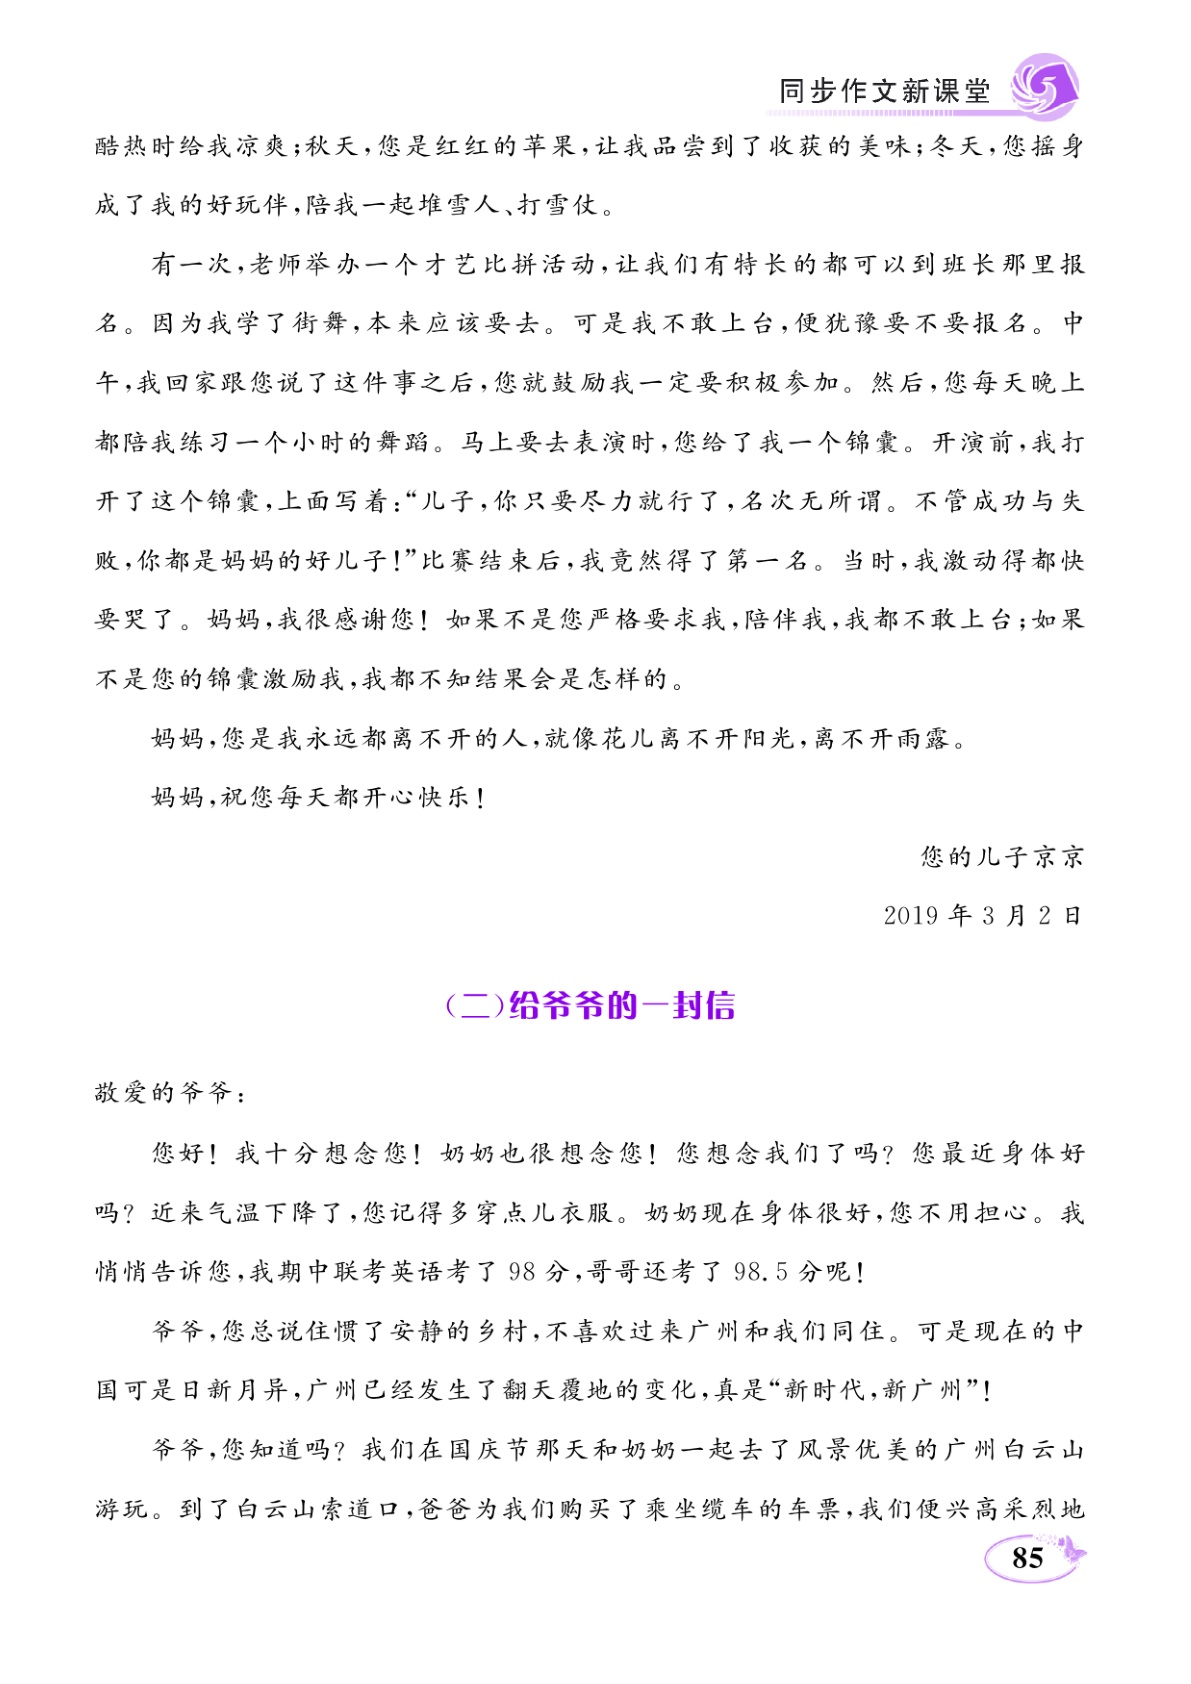 同步作文新课堂
酷热时给我凉爽;秋天,您是红红的苹果,让我品尝到了收获的美味;冬天,您摇身
成了我的好玩伴,陪我一起堆雪人、打雪仗。
有一次,老师举办一个才艺比拼活动,让我们有特长的都可以到班长那里报
名。因为我学了街舞,本来应该要去。可是我不敢上台,便犹豫要不要报名。中
午,我回家跟您说了这件事之后,您就鼓励我一定要积极参加。然后,您每天晚上
都陪我练习一个小时的舞蹈。马上要去表演时,您给了我一个锦囊。开演前,我打
开了这个锦囊,上面写着:“儿子,你只要尽力就行了,名次无所谓。不管成功与失
败,你都是妈妈的好儿子!”比赛结束后,我竟然得了第一名。当时,我激动得都快
要哭了。妈妈,我很感谢您!如果不是您严格要求我,陪伴我,我都不敢上台;如果
不是您的锦囊激励我,我都不知结果会是怎样的。
妈妈,您是我永远都离不开的人,就像花儿离不开阳光,离不开雨露。
妈妈,祝您每天都开心快乐!
您的儿子京京
2019 年 3 月 2 日
(二)给爷爷的一封信
敬爱的爷爷:
您好!我十分想念您!奶奶也很想念您!您想念我们了吗?您最近身体好
吗?近来气温下降了,您记得多穿点儿衣服。奶奶现在身体很好,您不用担心。我
悄悄告诉您,我期中联考英语考了 98 分,哥哥还考了 98.5 分呢!
爷爷,您总说住惯了安静的乡村,不喜欢过来广州和我们同住。可是现在的中
国可是日新月异,广州已经发生了翻天覆地的变化,真是“新时代,新广州”!
爷爷,您知道吗?我们在国庆节那天和奶奶一起去了风景优美的广州白云山
游玩。到了白云山索道口,爸爸为我们购买了乘坐缆车的车票,我们便兴高采烈地
85